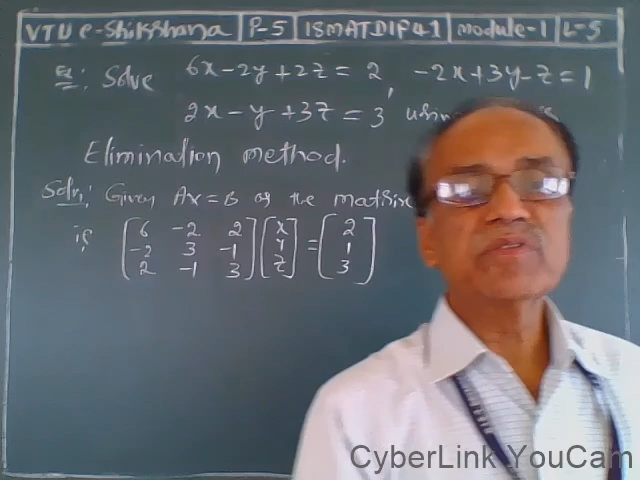 VTU e-Shikshana | P-5 | 18MATDIP41 | Module-1 | L-5
Ex: Solve 6x-2y+2z = 2, -2x+3y-z=1
2x-y+3z = 3
Elimination method.
Soln: Given Ax=B of the matrix
is [6 -2 2] [x] = [2]
[-2 3 -1] [y] [1]
[2 -1 3] [z] [3]
CyberLink YouCam